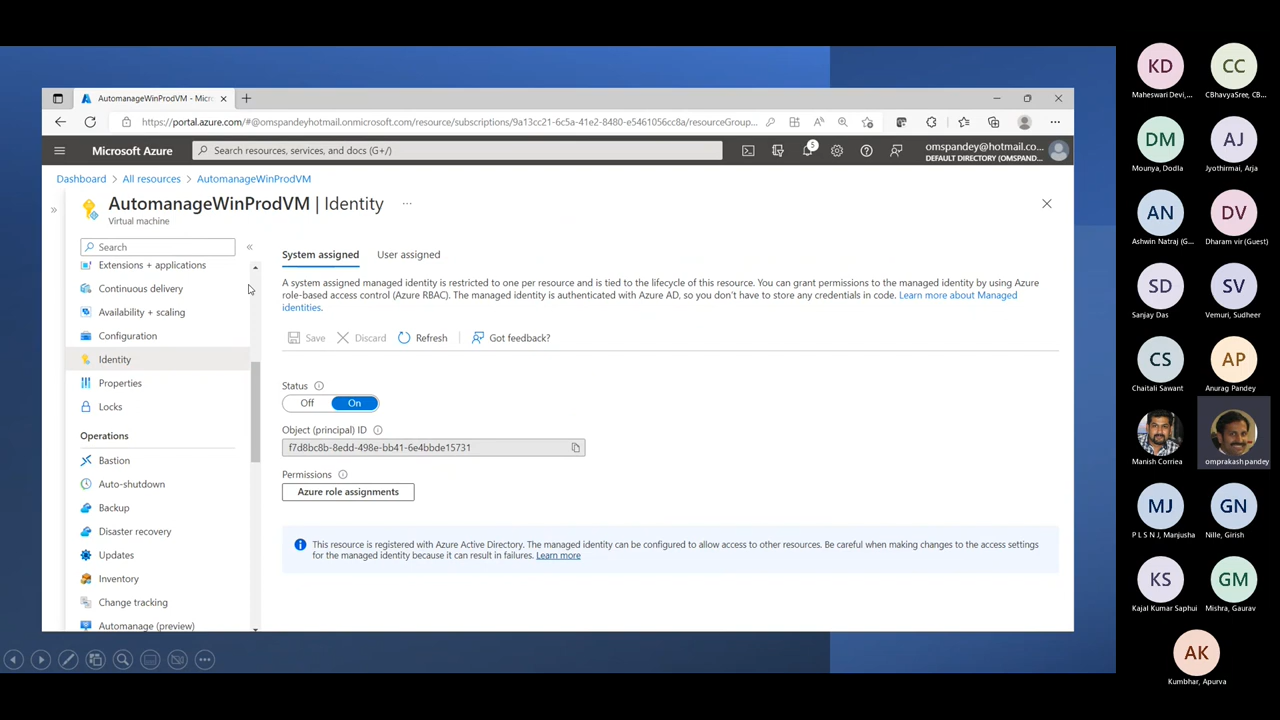 AutomanageWinProdVM - Micr
https://portal.azure.com/#@omspandeyhotmail.onmicrosoft.com/resource/subscriptions/9a13cc21-6c5a-41e2-8480-e5461056cc8a/resourceGroup...
Microsoft Azure
Search resources, services, and docs (G+/)
5
omspandey@hotmail.co...
DEFAULT DIRECTORY (OMSPAND...
Dashboard > All resources > AutomanageWinProdVM
AutomanageWinProdVM | Identity
Virtual machine
Search
Extensions + applications
Continuous delivery
Availability + scaling
Configuration
Identity
Properties
Locks
Operations
Bastion
Auto-shutdown
Backup
Disaster recovery
Updates
Inventory
Change tracking
Automanage (preview)
System assigned
User assigned
A system assigned managed identity is restricted to one per resource and is tied to the lifecycle of this resource. You can grant permissions to the managed identity by using Azure
role-based access control (Azure RBAC). The managed identity is authenticated with Azure AD, so you don't have to store any credentials in code. Learn more about Managed
identities.
Save
Discard
Refresh
Got feedback?
Status
Off
On
Object (principal) ID
f7d8bc8b-8edd-498e-bb41-6e4bbde15731
Permissions
Azure role assignments
This resource is registered with Azure Active Directory. The managed identity can be configured to allow access to other resources. Be careful when making changes to the access settings
for the managed identity because it can result in failures. Learn more
KD
Maheswari Devi,...
CC
CBhavyaSree, CB...
DM
Mounya, Dodla
AJ
Jyothirmai, Arja
AN
Ashwin Natraj (G...
DV
Dharam vir (Guest)
SD
Sanjay Das
SV
Vemuri, Sudheer
CS
Chaitali Sawant
AP
Anurag Pandey
Manish Corriea
omprakash pandey
MJ
P L S N J, Manjusha
GN
Nille, Girish
KS
Kajal Kumar Saphui
GM
Mishra, Gaurav
AK
Kumbhar, Apurva